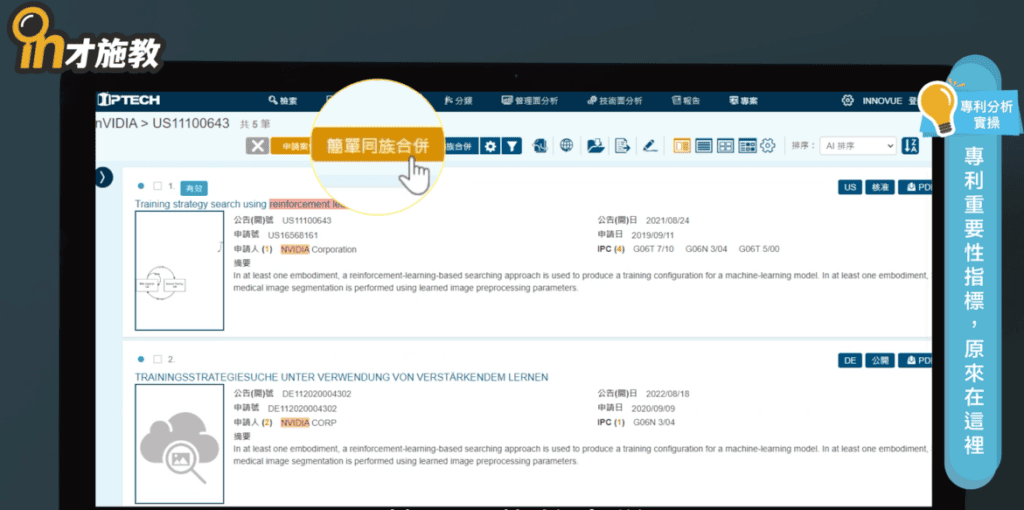 in才施教
IPTECH
檢索
分類
管理面分析
技術面分析
報告
專案
INNOVUE
登
nVIDIA > US11100643 共 5 筆
申請案
簡單同族合併
族合併
排序：
AI 排序
專利分析
實操
專利重要性指標，原來在這裡
1.
有效
US
核准
PD
Training strategy search using reinforcement le
公告(開)號 US11100643
公告(開)日 2021/08/24
申請號 US16568161
申請日 2019/09/11
申請人 (1) NVIDIA Corporation
IPC (4) G06T 7/10 G06N 3/04 G06T 5/00
摘要
In at least one embodiment, a reinforcement-learning-based searching approach is used to produce a training configuration for a machine-learning model. In at least one embodiment,
medical image segmentation is performed using learned image preprocessing parameters.
2.
DE
公開
PD
TRAININGSSTRATEGIESUCHE UNTER VERWENDUNG VON VERSTÄRKENDEM LERNEN
公告(開)號 DE112020004302
公告(開)日 2022/08/18
申請號 DE112020004302
申請日 2020/09/09
申請人 (2) NVIDIA CORP
IPC (1) G06N 3/04
摘要
In at least one embodiment, a reinforcement-learning-based searching approach is used to produce a training configuration for a machine-learning model. In at least one embodiment,
medical image segmentation is performed using learned image preprocessing parameters.